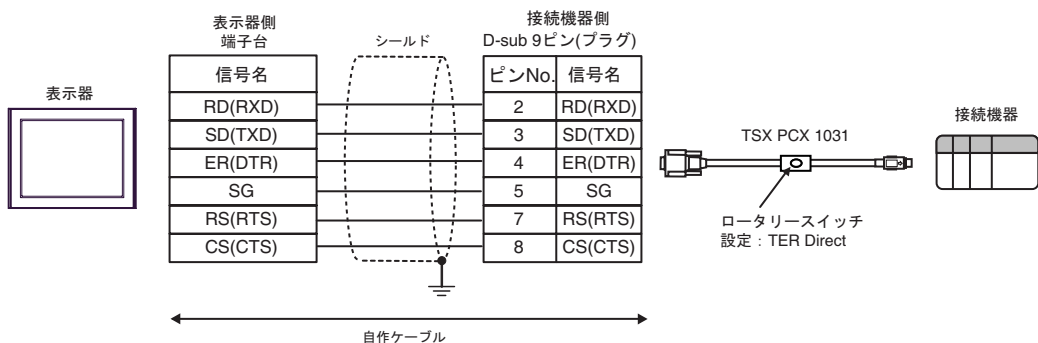 表示器
表示器側
端子台
信号名
RD(RXD)
SD(TXD)
ER(DTR)
SG
RS(RTS)
CS(CTS)
シールド
接続機器側
D-sub 9ピン(プラグ)
ピンNo. 信号名
2 RD(RXD)
3 SD(TXD)
4 ER(DTR)
5 SG
7 RS(RTS)
8 CS(CTS)
自作ケーブル
TSX PCX 1031
ロータリースイッチ
設定：TER Direct
接続機器